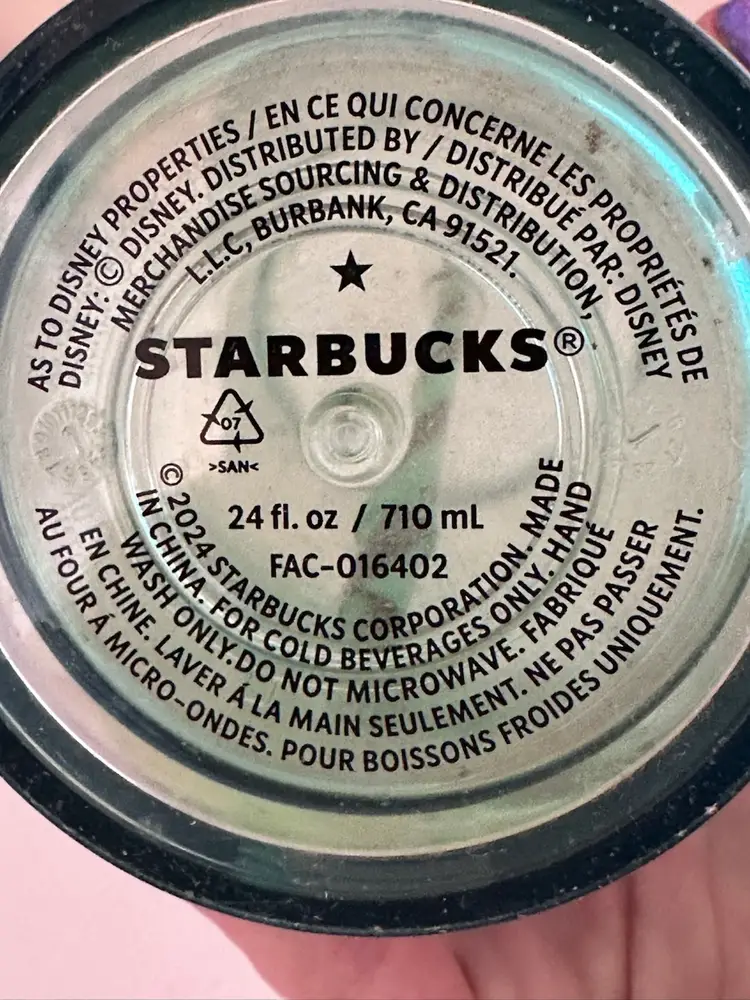 AS TO DISNEY PROPERTIES / EN CE QUI CONCERNE LES PROPRIÉTÉS DE
DISNEY: © DISNEY. DISTRIBUTED BY / DISTRIBUÉ PAR: DISNEY
MERCHANDISE SOURCING & DISTRIBUTION,
L.L.C, BURBANK, CA 91521.
★
STARBUCKS®
07
>SAN<
24 fl. oz / 710 mL
FAC-016402
© 2024 STARBUCKS CORPORATION. MADE
IN CHINA. FOR COLD BEVERAGES ONLY. HAND
WASH ONLY.DO NOT MICROWAVE. FABRIQUÉ
EN CHINE. LAVER Á LA MAIN SEULEMENT. NE PAS PASSER
AU FOUR Á MICRO-ONDES. POUR BOISSONS FROIDES UNIQUEMENT.